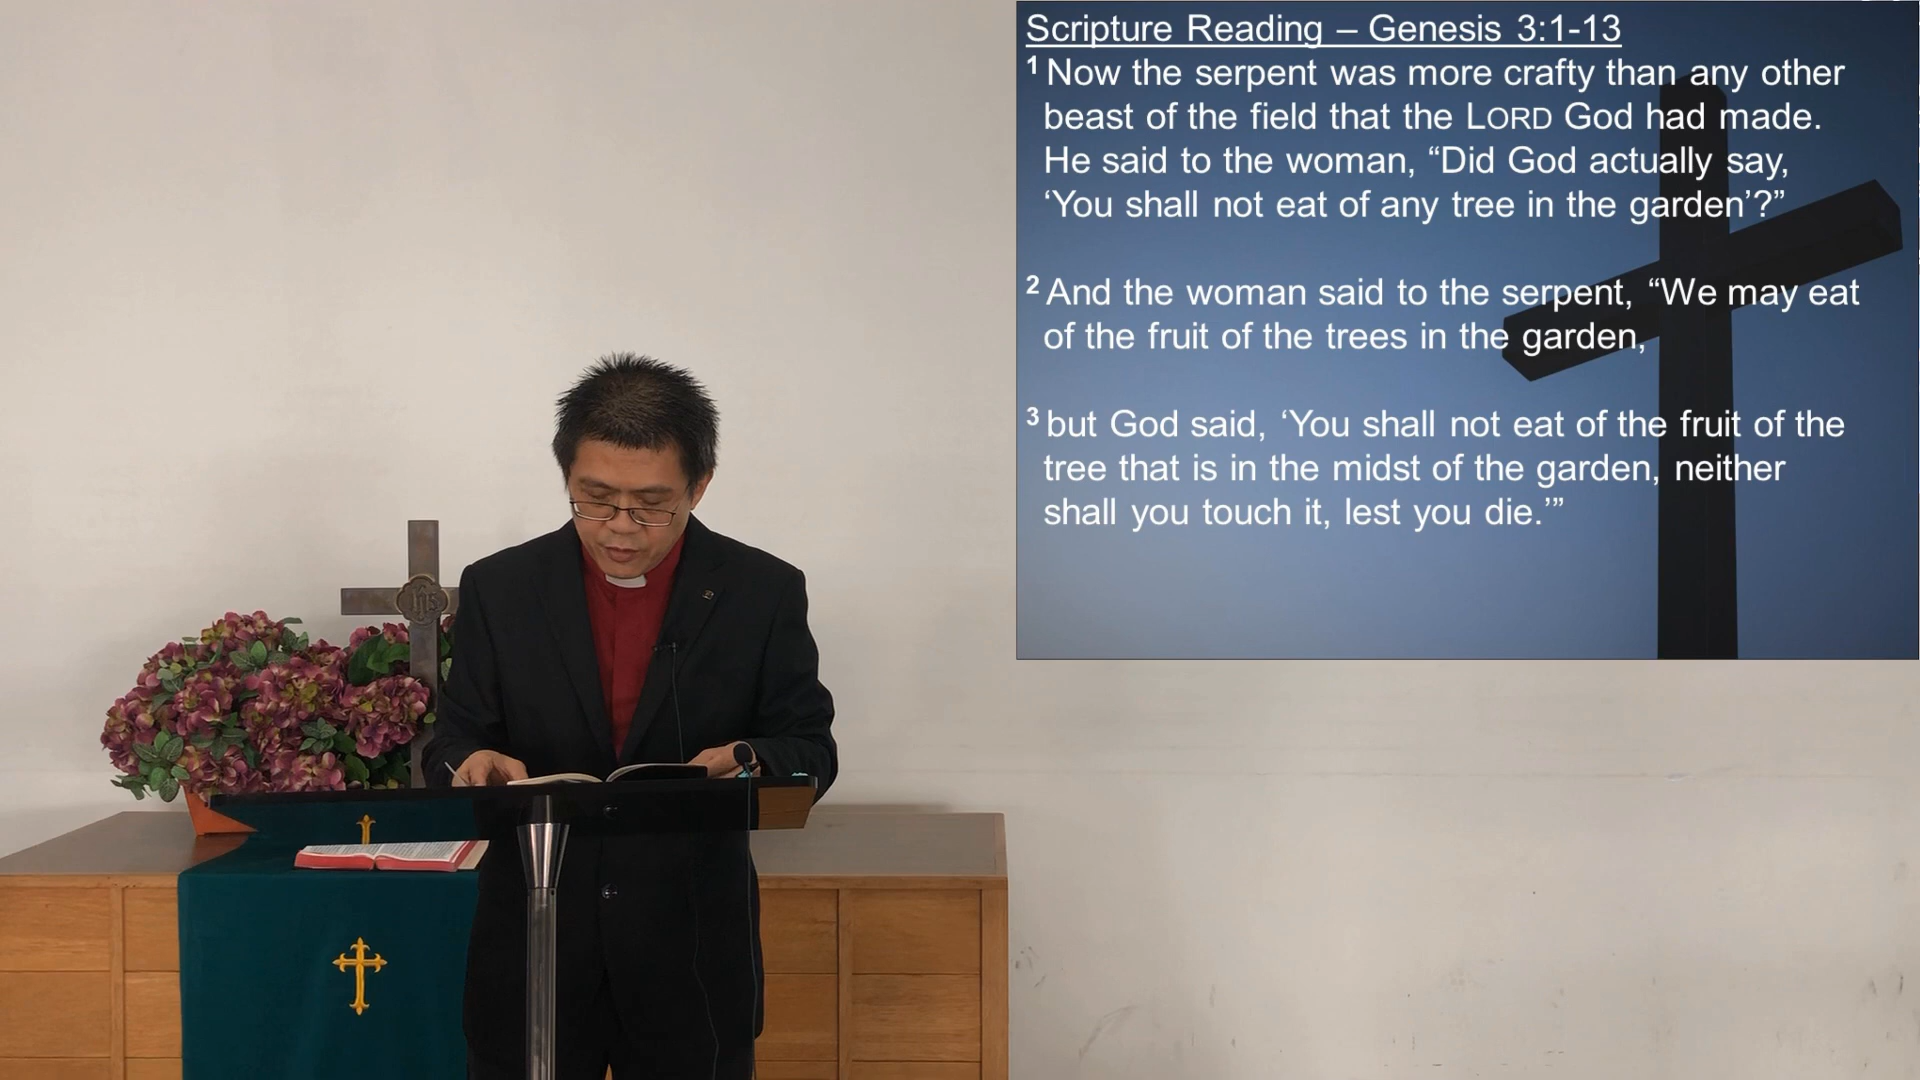 Scripture Reading – Genesis 3:1-13
1 Now the serpent was more crafty than any other
beast of the field that the LORD God had made.
He said to the woman, “Did God actually say,
‘You shall not eat of any tree in the garden’?”
2 And the woman said to the serpent, “We may eat
of the fruit of the trees in the garden,
3 but God said, ‘You shall not eat of the fruit of the
tree that is in the midst of the garden, neither
shall you touch it, lest you die.’”
IHS